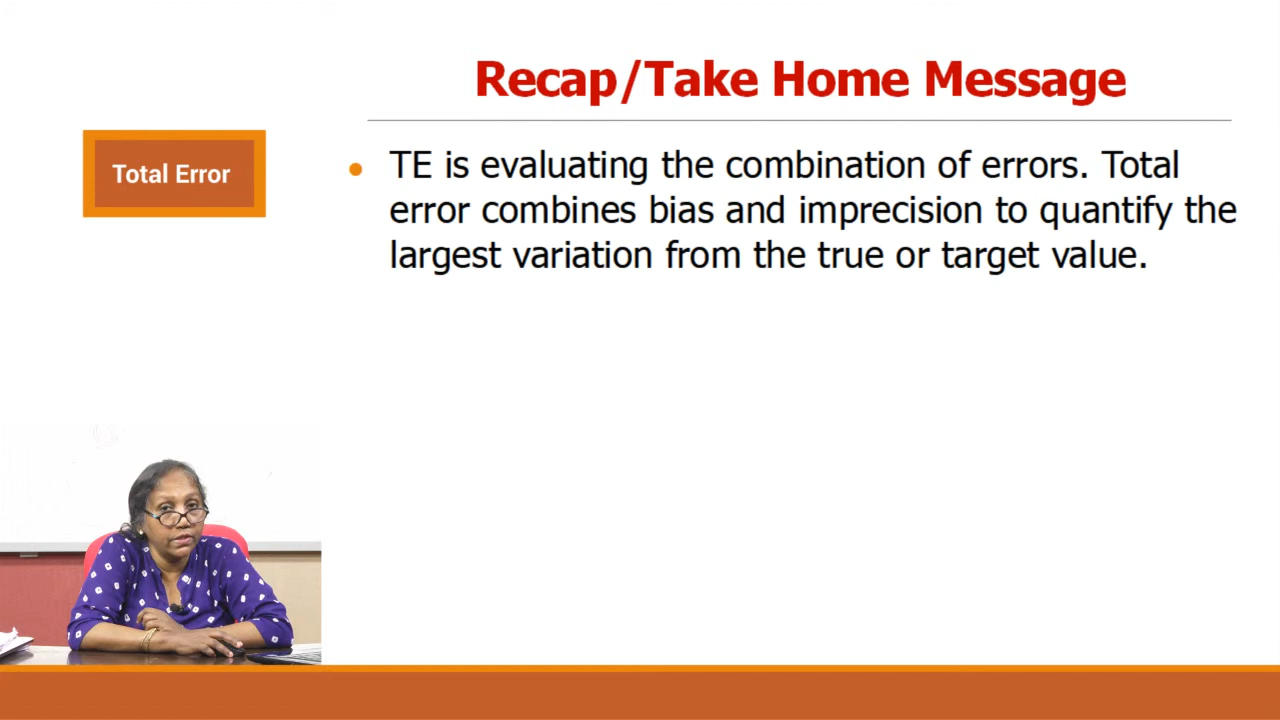 Recap/Take Home Message
Total Error
TE is evaluating the combination of errors. Total
error combines bias and imprecision to quantify the
largest variation from the true or target value.